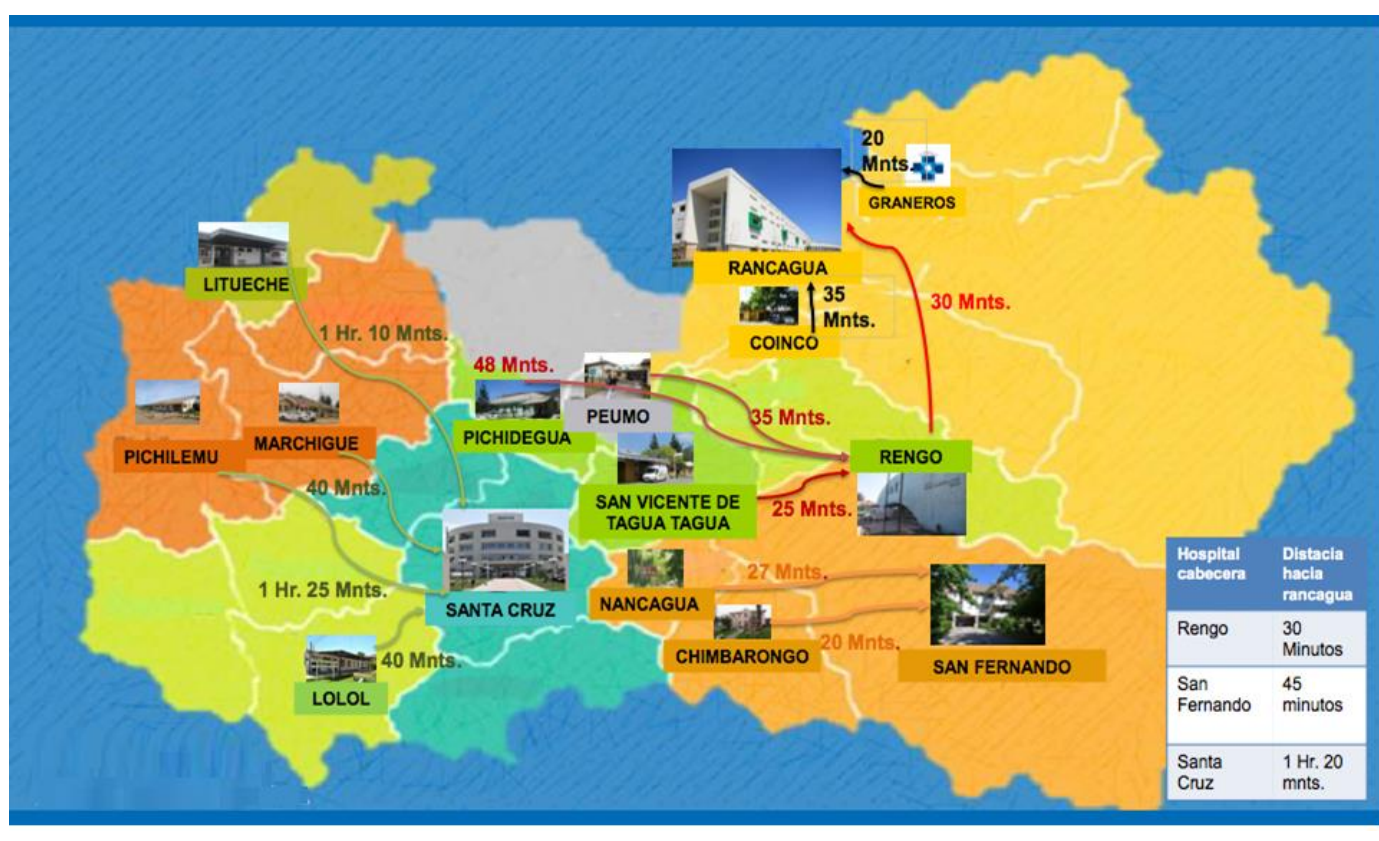 20
Mnts.
GRANEROS
RANCAGUA
LITUECHE
35
Mnts.
30 Mnts.
COINCO
1 Hr. 10 Mnts.
48 Mnts.
PEUMO
35 Mnts.
PICHIDEGUA
MARCHIGUE
PICHILEMU
RENGO
40 Mnts.
SAN VICENTE DE
TAGUA TAGUA
25 Mnts.
27 Mnts.
1 Hr. 25 Mnts.
SANTA CRUZ
NANCAGUA
CHIMBARONGO
20 Mnts.
SAN FERNANDO
40 Mnts.
LOLOL
Hospital
cabecera
Distacia
hacia
rancagua
Rengo
30
Minutos
San
Fernando
45
minutos
Santa
Cruz
1 Hr. 20
mnts.